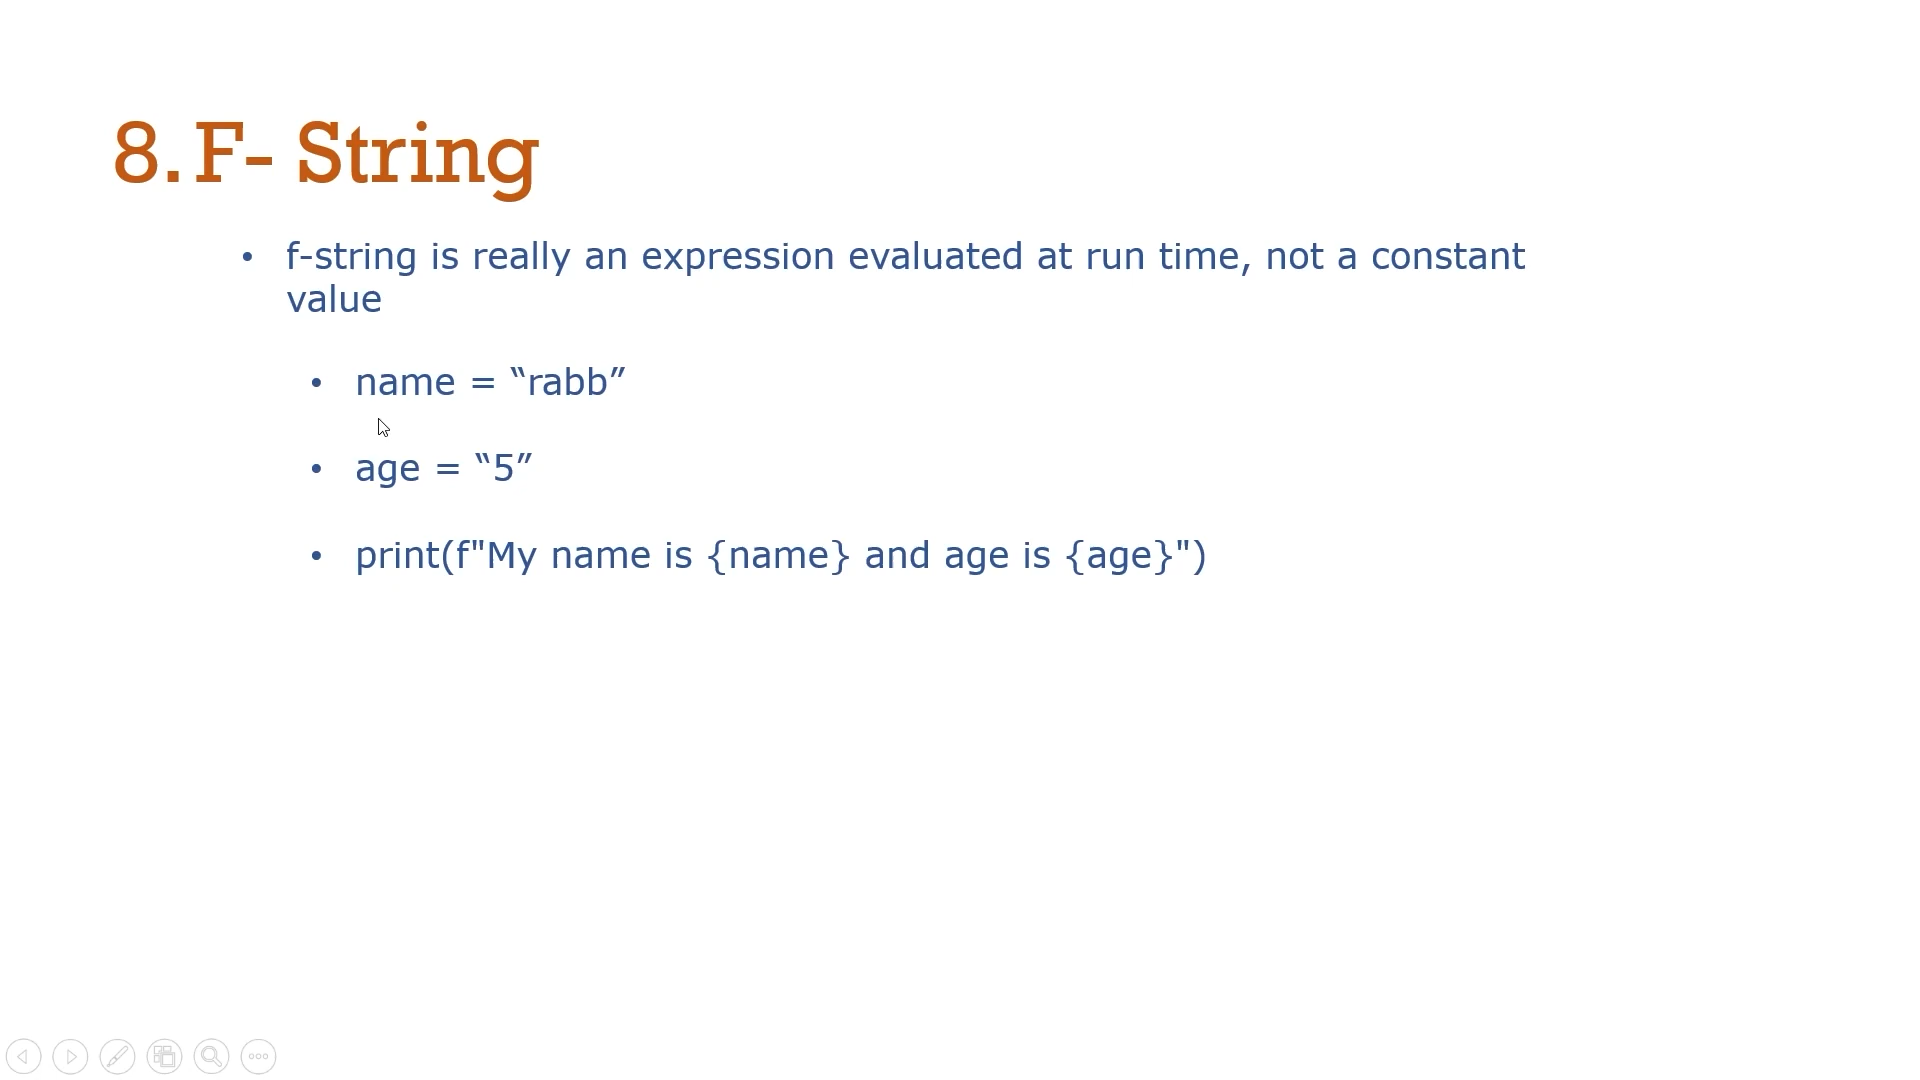 8. F- String
• f-string is really an expression evaluated at run time, not a constant
value
• name = “rabb”
• age = “5”
• print(f"My name is {name} and age is {age}")